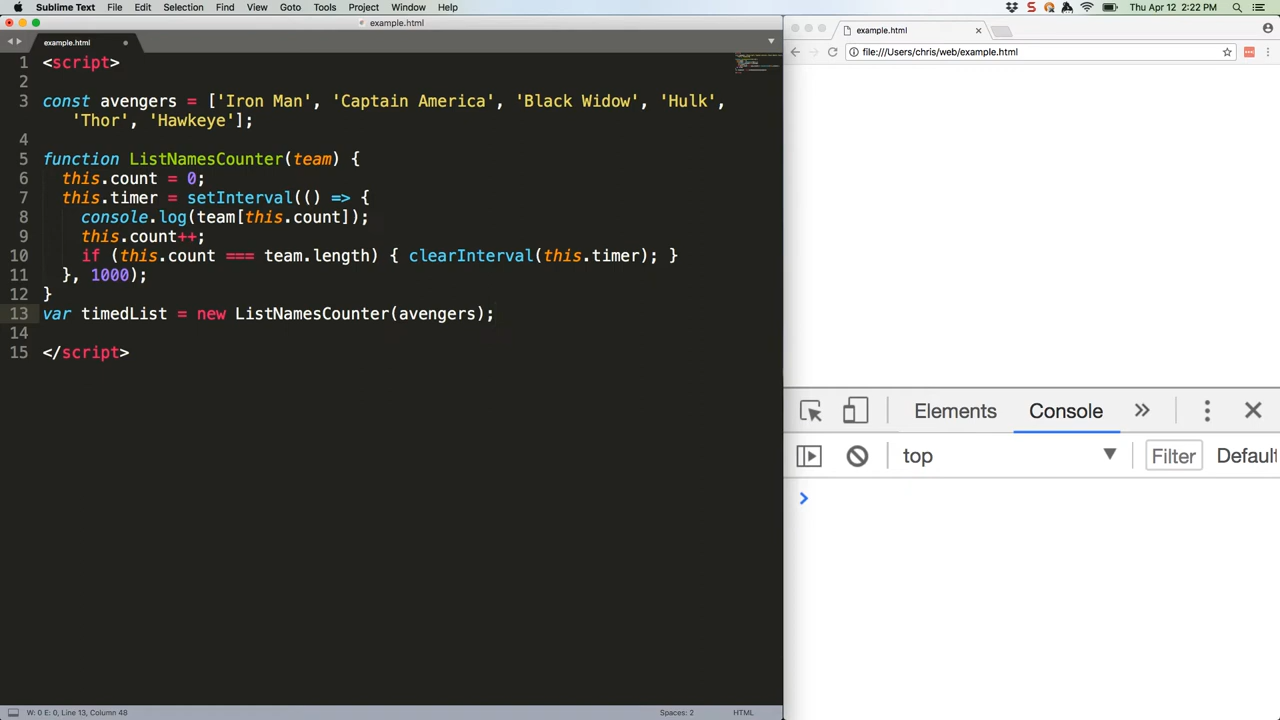 Sublime Text File Edit Selection Find View Goto Tools Project Window Help Thu Apr 12 2:22 PM
example.html
example.html
1 <script>
2
3 const avengers = ['Iron Man', 'Captain America', 'Black Widow', 'Hulk',
'Thor', 'Hawkeye'];
4
5 function ListNamesCounter(team) {
6 this.count = 0;
7 this.timer = setInterval(() => {
8 console.log(team[this.count]);
9 this.count++;
10 if (this.count === team.length) { clearInterval(this.timer); }
11 }, 1000);
12 }
13 var timedList = new ListNamesCounter(avengers);
14
15 </script>
W: 0 E: 0, Line 13, Column 48 Spaces: 2 HTML
example.html
file:///Users/chris/web/example.html
Elements Console
top Filter Default